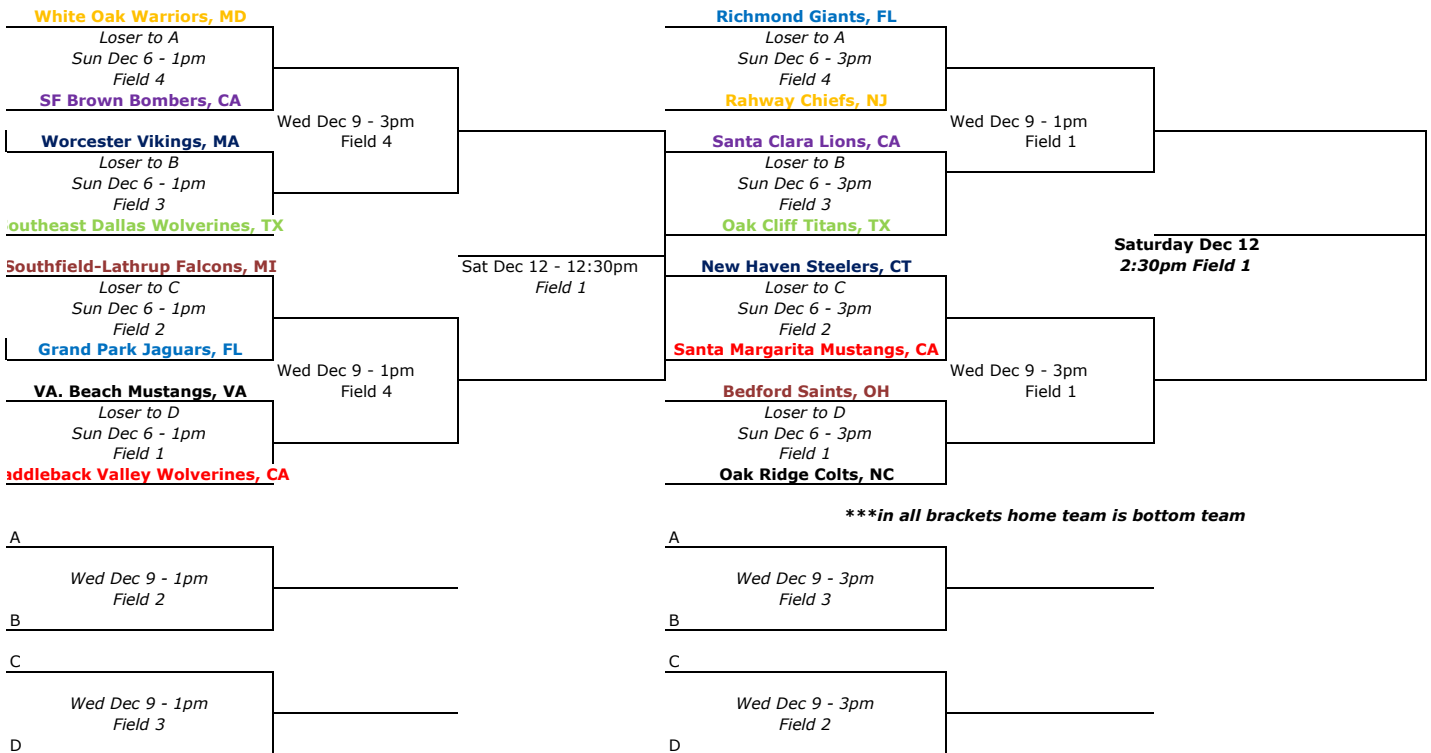 White Oak Warriors, MD
Loser to A
Sun Dec 6 - 1pm
Field 4
SF Brown Bombers, CA
Wed Dec 9 - 3pm
Field 4
Worcester Vikings, MA
Loser to B
Sun Dec 6 - 1pm
Field 3
outheast Dallas Wolverines, TX
Sat Dec 12 - 12:30pm
Field 1
Southfield-Lathrup Falcons, MI
Loser to C
Sun Dec 6 - 1pm
Field 2
Grand Park Jaguars, FL
Wed Dec 9 - 1pm
Field 4
VA. Beach Mustangs, VA
Loser to D
Sun Dec 6 - 1pm
Field 1
addleback Valley Wolverines, CA
Richmond Giants, FL
Loser to A
Sun Dec 6 - 3pm
Field 4
Rahway Chiefs, NJ
Wed Dec 9 - 1pm
Field 1
Santa Clara Lions, CA
Loser to B
Sun Dec 6 - 3pm
Field 3
Oak Cliff Titans, TX
Saturday Dec 12
2:30pm Field 1
New Haven Steelers, CT
Loser to C
Sun Dec 6 - 3pm
Field 2
Santa Margarita Mustangs, CA
Wed Dec 9 - 3pm
Field 1
Bedford Saints, OH
Loser to D
Sun Dec 6 - 3pm
Field 1
Oak Ridge Colts, NC
***in all brackets home team is bottom team
A
Wed Dec 9 - 1pm
Field 2
B
C
Wed Dec 9 - 1pm
Field 3
D
A
Wed Dec 9 - 3pm
Field 3
B
C
Wed Dec 9 - 3pm
Field 2
D